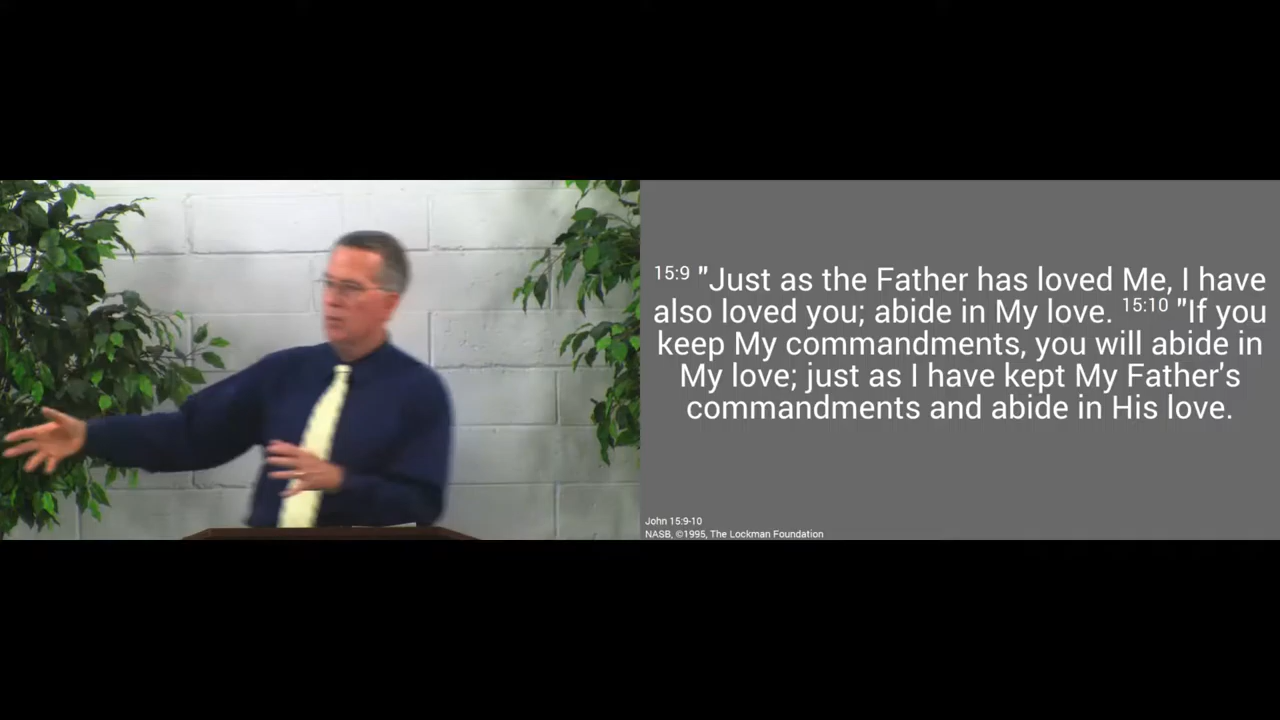 15:9 "Just as the Father has loved Me, I have
also loved you; abide in My love. 15:10 "If you
keep My commandments, you will abide in
My love; just as I have kept My Father's
commandments and abide in His love.
John 15:9-10
NASB, ©1995, The Lockman Foundation